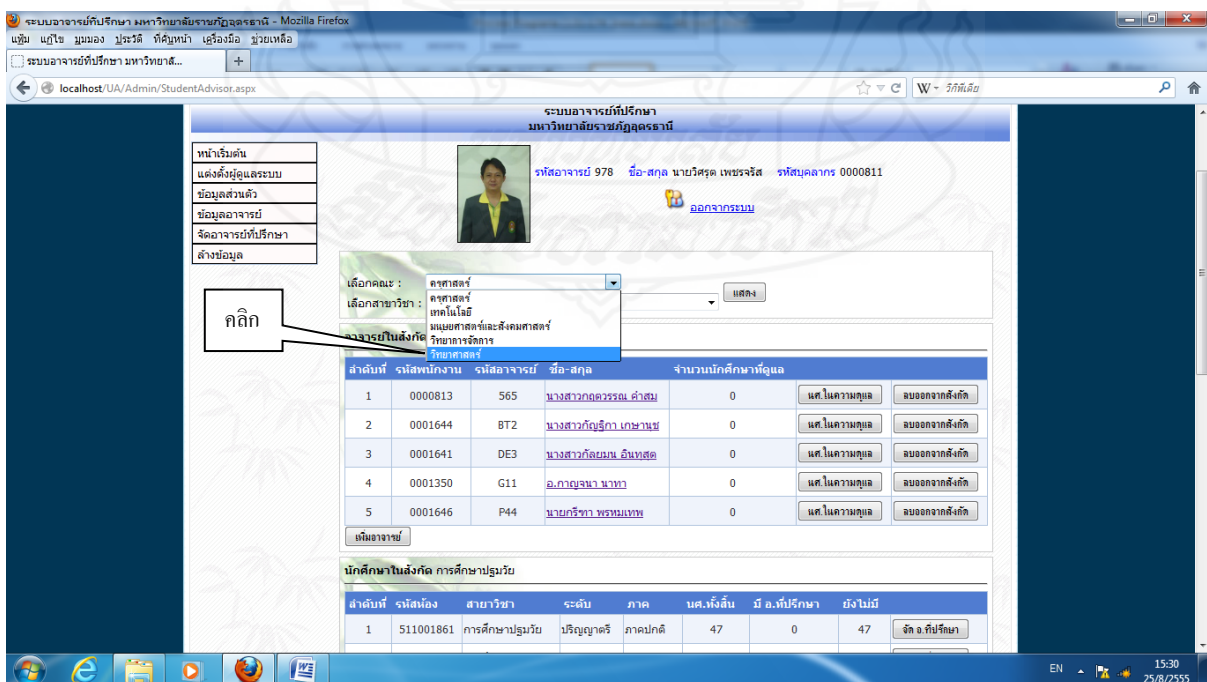 ระบบอาจารย์ที่ปรึกษา มหาวิทยาลัยราชภัฏอุดรธานี - Mozilla Firefox
แฟ้ม แก้ไข มุมมอง ประวัติ ที่คั่นหน้า เครื่องมือ ช่วยเหลือ
ระบบอาจารย์ที่ปรึกษา มหาวิทยาลั... +
localhost/UA/Admin/StudentAdvisor.aspx W วิกิพีเดีย
ระบบอาจารย์ที่ปรึกษา
มหาวิทยาลัยราชภัฏอุดรธานี
หน้าเริ่มต้น
แต่งตั้งผู้ดูแลระบบ
ข้อมูลส่วนตัว
ข้อมูลอาจารย์
จัดอาจารย์ที่ปรึกษา
ล้างข้อมูล
รหัสอาจารย์ 978 ชื่อ-สกุล นายวิศรุต เพชรจรัส รหัสบุคลากร 0000811
ออกจากระบบ
เลือกคณะ : ครุศาสตร์
เลือกสาขาวิชา : แสดง
ครุศาสตร์
เทคโนโลยี
มนุษยศาสตร์และสังคมศาสตร์
วิทยาการจัดการ
วิทยาศาสตร์
คลิก
อาจารย์ในสังกัด
ลำดับที่ รหัสพนักงาน รหัสอาจารย์ ชื่อ-สกุล จำนวนนักศึกษาที่ดูแล
1 0000813 565 นางสาวกฤตวรรณ คำสม 0 นศ.ในความดูแล ลบออกจากสังกัด
2 0001644 BT2 นางสาวกัญฐิกา เกษานุช 0 นศ.ในความดูแล ลบออกจากสังกัด
3 0001641 DE3 นางสาวกัลยมน อินทุสุต 0 นศ.ในความดูแล ลบออกจากสังกัด
4 0001350 G11 อ.กาญจนา นาทา 0 นศ.ในความดูแล ลบออกจากสังกัด
5 0001646 P44 นายกรีฑา พรหมเทพ 0 นศ.ในความดูแล ลบออกจากสังกัด
เพิ่มอาจารย์
นักศึกษาในสังกัด การศึกษาปฐมวัย
ลำดับที่ รหัสห้อง สายาวิชา ระดับ ภาค นศ.ทั้งสิ้น มี อ.ที่ปรึกษา ยังไม่มี
1 511001861 การศึกษาปฐมวัย ปริญญาตรี ภาคปกติ 47 0 47 จัด อ.ที่ปรึกษา
EN 15:30
25/8/2555